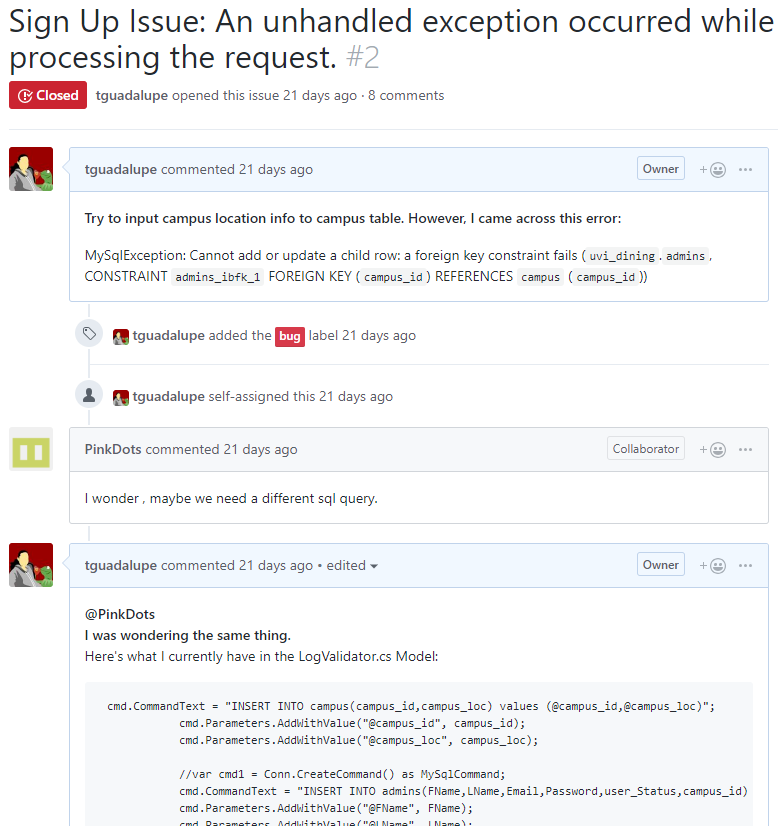 Sign Up Issue: An unhandled exception occurred while
processing the request. #2
Closed tguadalupe opened this issue 21 days ago · 8 comments
tguadalupe commented 21 days ago Owner
Try to input campus location info to campus table. However, I came across this error:
MySqlException: Cannot add or update a child row: a foreign key constraint fails ( uvi_dining . admins ,
CONSTRAINT admins_ibfk_1 FOREIGN KEY ( campus_id ) REFERENCES campus ( campus_id ))
tguadalupe added the bug label 21 days ago
tguadalupe self-assigned this 21 days ago
PinkDots commented 21 days ago Collaborator
I wonder , maybe we need a different sql query.
tguadalupe commented 21 days ago • edited Owner
@PinkDots
I was wondering the same thing.
Here's what I currently have in the LogValidator.cs Model:
cmd.CommandText = "INSERT INTO campus(campus_id,campus_loc) values (@campus_id,@campus_loc)";
cmd.Parameters.AddWithValue("@campus_id", campus_id);
cmd.Parameters.AddWithValue("@campus_loc", campus_loc);
//var cmd1 = Conn.CreateCommand() as MySqlCommand;
cmd.CommandText = "INSERT INTO admins(FName,LName,Email,Password,user_Status,campus_id)
cmd.Parameters.AddWithValue("@FName", FName);
cmd.Parameters.AddWithValue("@LName", LName);